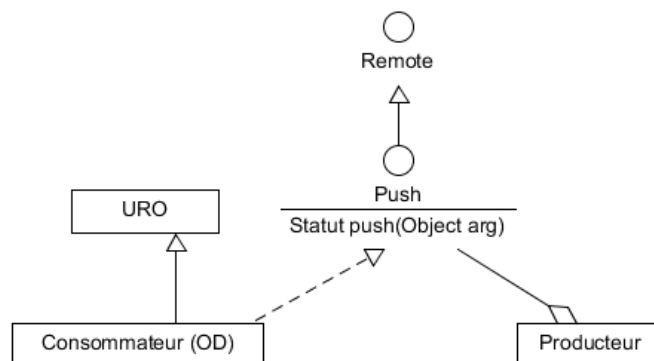 Remote
Push
Statut push(Object arg)
URO
Consommateur (OD)
Producteur